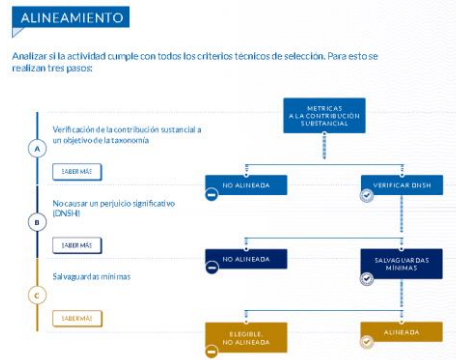 ALINEAMIENTO
Analizar si la actividad cumple con todos los criterios técnicos de selección. Para esto se
realizan tres pasos:
A
Verificación de la contribución sustancial a
un objetivo de la taxonomía
SABER MÁS
B
No causar un perjuicio significativo
(DNSH)
SABER MÁS
C
Salvaguardas mínimas
SABER MÁS
METRICAS
A LA CONTRIBUCIÓN
SUBSTANCIAL
NO ALINEADA
VERIFICAR DNSH
NO ALINEADA
SALVAGUARDAS
MÍNIMAS
ELEGIBLE,
NO ALINEADA
ALINEADA